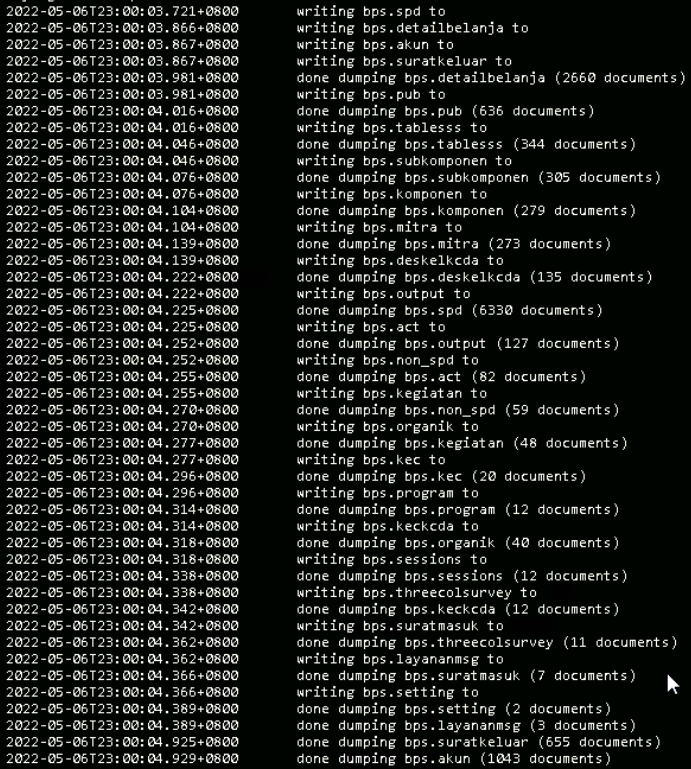 2022-05-06T23:00:03.721+0800 writing bps.spd to
2022-05-06T23:00:03.866+0800 writing bps.detailbelanja to
2022-05-06T23:00:03.867+0800 writing bps.akun to
2022-05-06T23:00:03.867+0800 writing bps.suratkeluar to
2022-05-06T23:00:03.981+0800 done dumping bps.detailbelanja (2660 documents)
2022-05-06T23:00:03.981+0800 writing bps.pub to
2022-05-06T23:00:04.016+0800 done dumping bps.pub (636 documents)
2022-05-06T23:00:04.016+0800 writing bps.tablesss to
2022-05-06T23:00:04.046+0800 done dumping bps.tablesss (344 documents)
2022-05-06T23:00:04.046+0800 writing bps.subkomponen to
2022-05-06T23:00:04.076+0800 done dumping bps.subkomponen (305 documents)
2022-05-06T23:00:04.076+0800 writing bps.komponen to
2022-05-06T23:00:04.104+0800 done dumping bps.komponen (279 documents)
2022-05-06T23:00:04.104+0800 writing bps.mitra to
2022-05-06T23:00:04.139+0800 done dumping bps.mitra (273 documents)
2022-05-06T23:00:04.139+0800 writing bps.deskelkcda to
2022-05-06T23:00:04.222+0800 done dumping bps.deskelkcda (135 documents)
2022-05-06T23:00:04.222+0800 writing bps.output to
2022-05-06T23:00:04.225+0800 done dumping bps.spd (6330 documents)
2022-05-06T23:00:04.225+0800 writing bps.act to
2022-05-06T23:00:04.252+0800 done dumping bps.output (127 documents)
2022-05-06T23:00:04.252+0800 writing bps.non_spd to
2022-05-06T23:00:04.255+0800 done dumping bps.act (82 documents)
2022-05-06T23:00:04.255+0800 writing bps.kegiatan to
2022-05-06T23:00:04.270+0800 done dumping bps.non_spd (59 documents)
2022-05-06T23:00:04.270+0800 writing bps.organik to
2022-05-06T23:00:04.277+0800 done dumping bps.kegiatan (48 documents)
2022-05-06T23:00:04.277+0800 writing bps.kec to
2022-05-06T23:00:04.296+0800 done dumping bps.kec (20 documents)
2022-05-06T23:00:04.296+0800 writing bps.program to
2022-05-06T23:00:04.314+0800 done dumping bps.program (12 documents)
2022-05-06T23:00:04.314+0800 writing bps.keckcda to
2022-05-06T23:00:04.318+0800 done dumping bps.organik (40 documents)
2022-05-06T23:00:04.318+0800 writing bps.sessions to
2022-05-06T23:00:04.338+0800 done dumping bps.sessions (12 documents)
2022-05-06T23:00:04.338+0800 writing bps.threecolsurvey to
2022-05-06T23:00:04.342+0800 done dumping bps.keckcda (12 documents)
2022-05-06T23:00:04.342+0800 writing bps.suratmasuk to
2022-05-06T23:00:04.362+0800 done dumping bps.threecolsurvey (11 documents)
2022-05-06T23:00:04.362+0800 writing bps.layananmsg to
2022-05-06T23:00:04.366+0800 done dumping bps.suratmasuk (7 documents)
2022-05-06T23:00:04.366+0800 writing bps.setting to
2022-05-06T23:00:04.389+0800 done dumping bps.setting (2 documents)
2022-05-06T23:00:04.389+0800 done dumping bps.layananmsg (3 documents)
2022-05-06T23:00:04.925+0800 done dumping bps.suratkeluar (655 documents)
2022-05-06T23:00:04.929+0800 done dumping bps.akun (1043 documents)